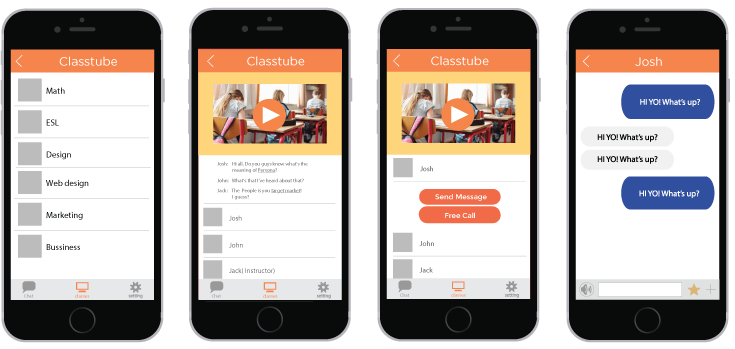 Classtube
Math
ESL
Design
Web design
Marketing
Bussiness
Chat
classes
setting
Classtube
Josh: Hi all. Do you guys know what's the
meaning of Persona?
John: What's that I've heard about that?
Jack: The People is you target market!
I guess?
Josh
John
Jack( Instructor)
Chat
classes
setting
Classtube
Josh
Send Message
Free Call
John
Jack
Chat
classes
setting
Josh
HI YO! What's up?
HI YO! What's up?
HI YO! What's up?
HI YO! What's up?